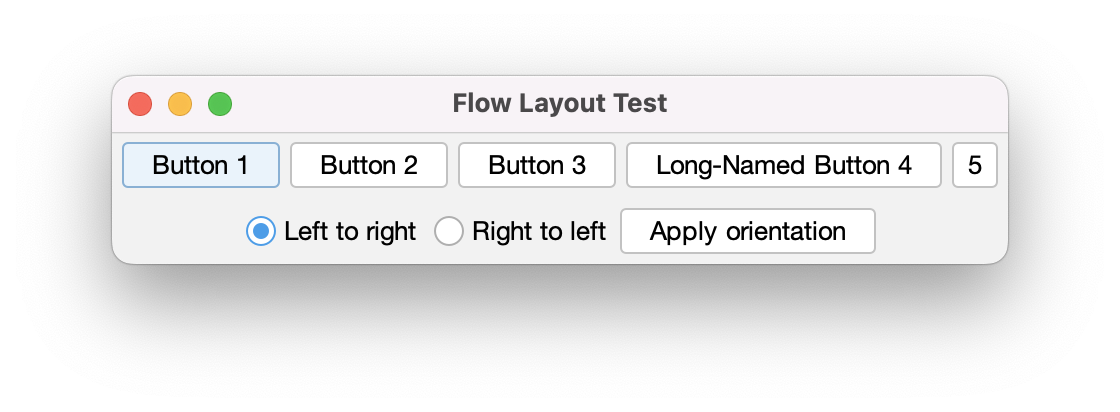 Flow Layout Test
Button 1 Button 2 Button 3 Long-Named Button 4 5
Left to right Right to left Apply orientation